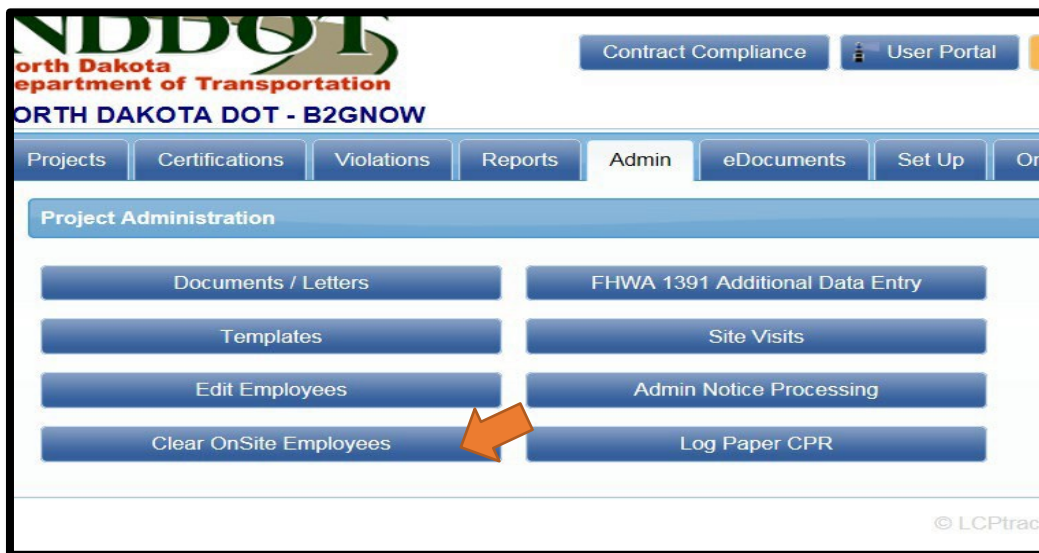 NDDOT
orth Dakota
epartment of Transportation
ORTH DAKOTA DOT - B2GNOW
Contract Compliance User Portal
Projects Certifications Violations Reports Admin eDocuments Set Up
Project Administration
Documents / Letters FHWA 1391 Additional Data Entry
Templates Site Visits
Edit Employees Admin Notice Processing
Clear OnSite Employees Log Paper CPR
© LCPtrac